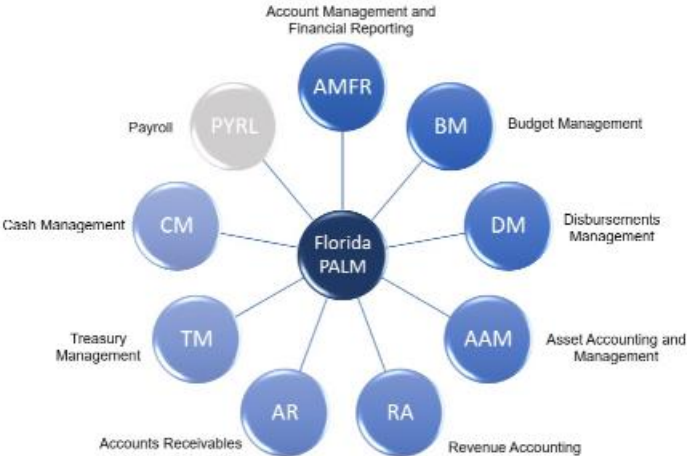 Account Management and
Financial Reporting
AMFR
BM
Budget Management
DM
Disbursements
Management
AAM
Asset Accounting and
Management
RA
Revenue Accounting
AR
Accounts Receivables
TM
Treasury
Management
CM
Cash Management
PYRL
Payroll
Florida
PALM